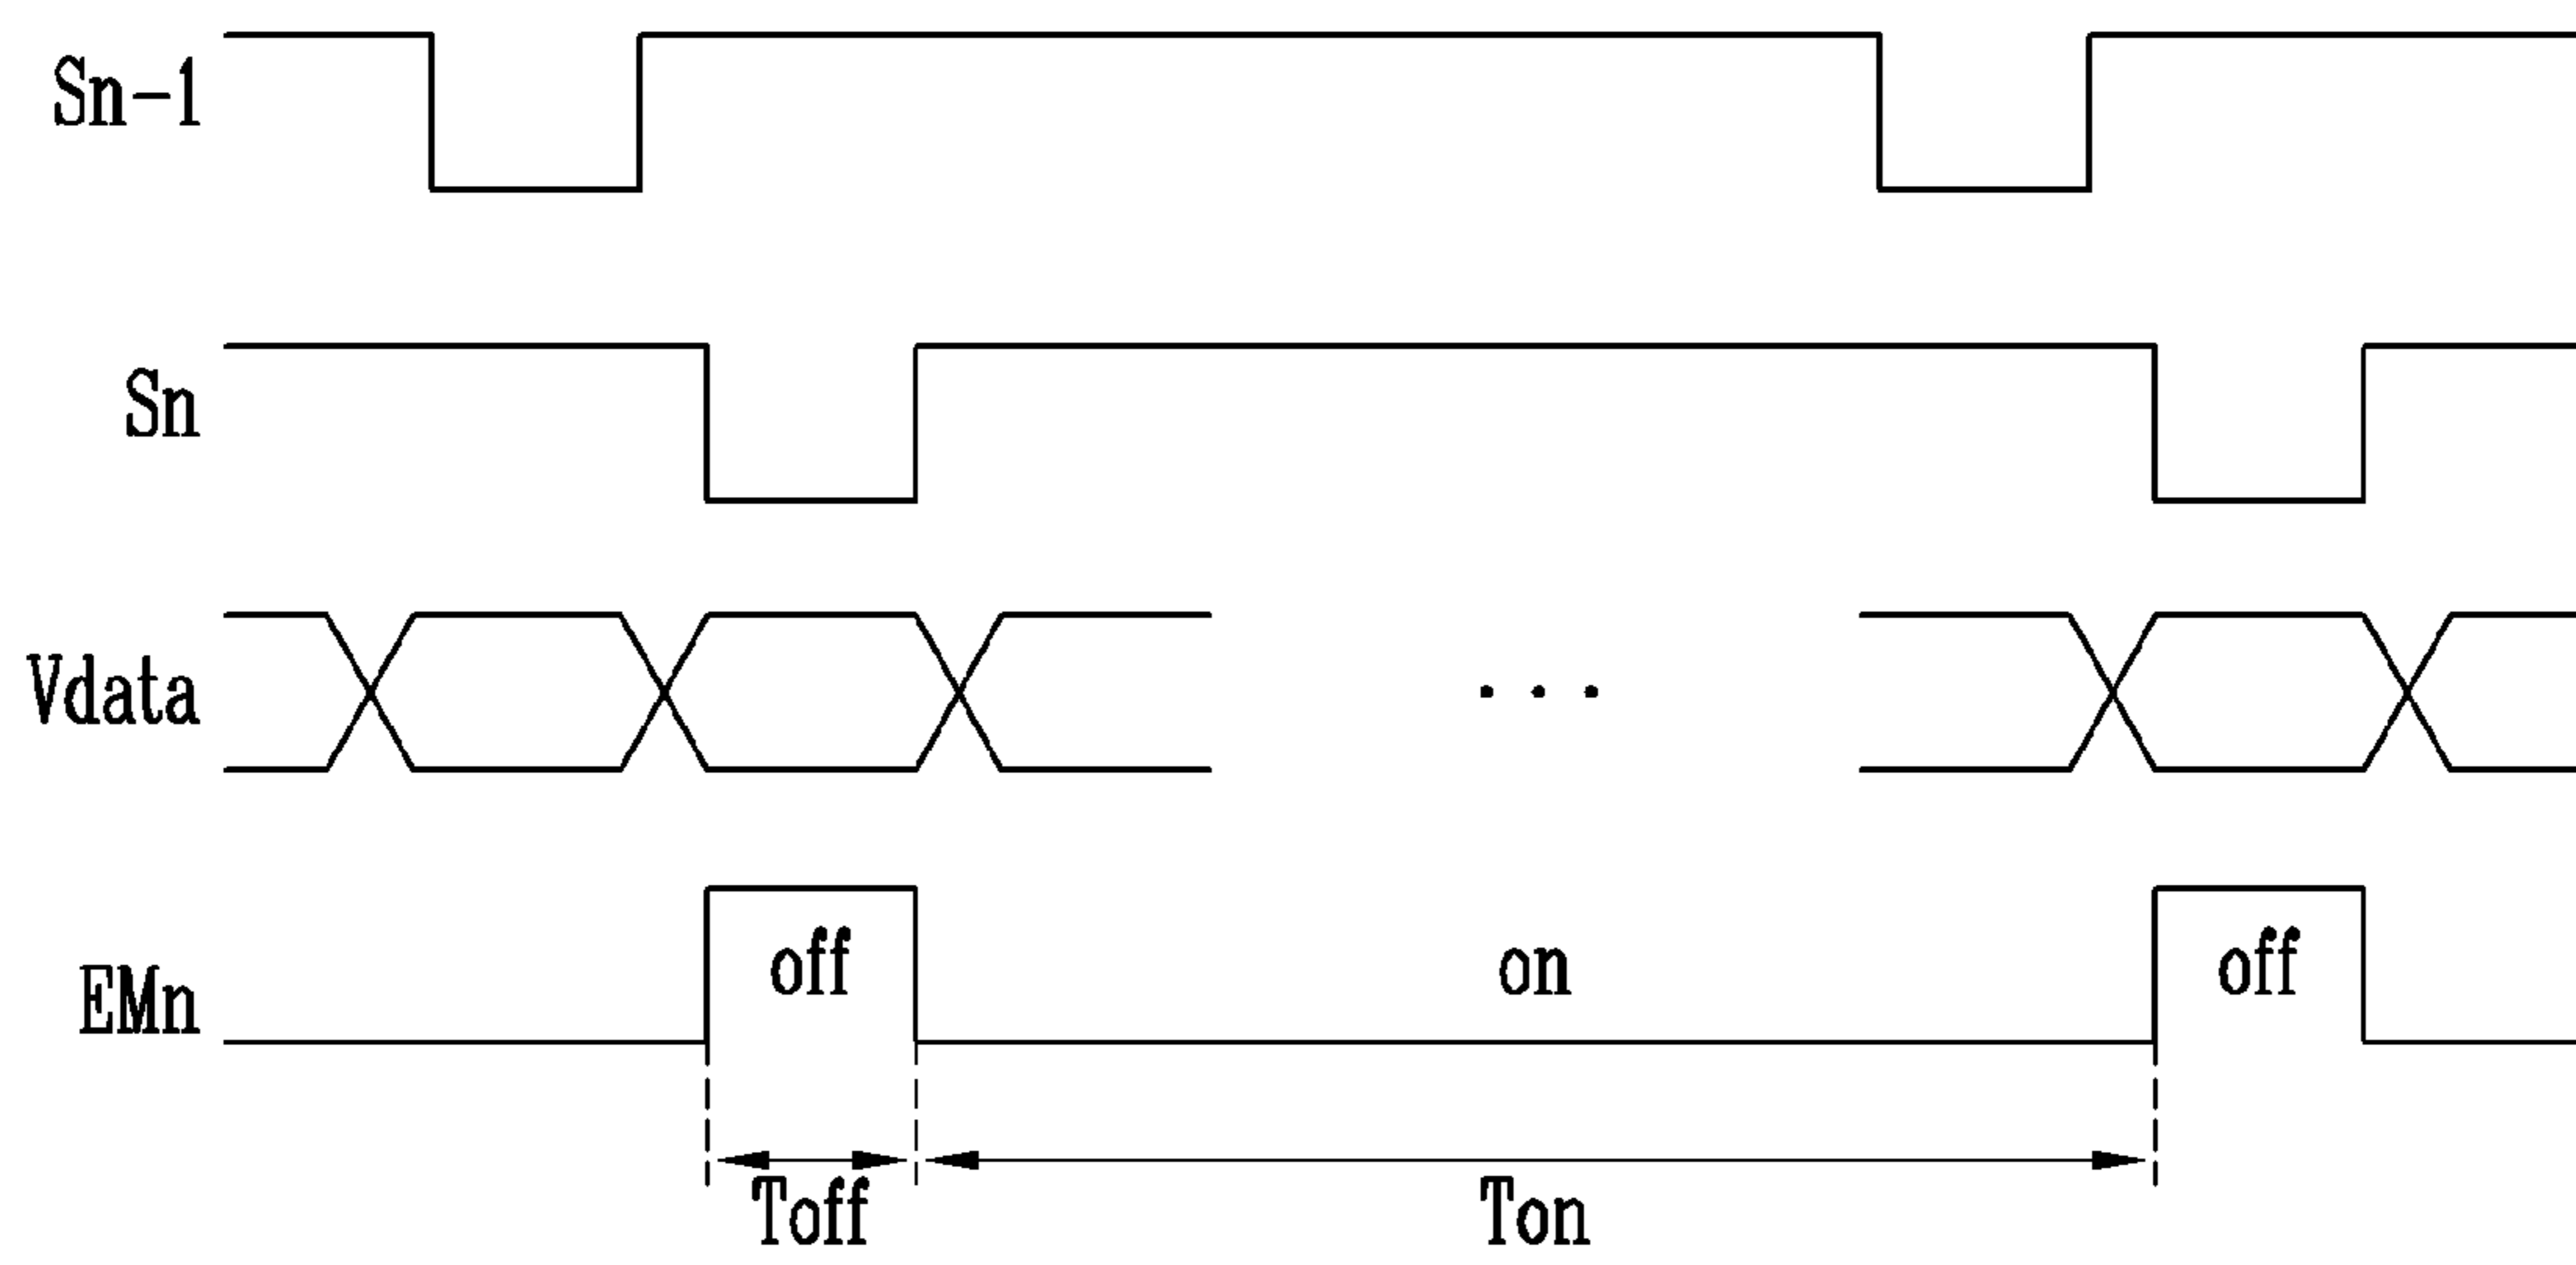 Sn-1
Sn
Vdata
. . .
EMn off on off
Toff Ton